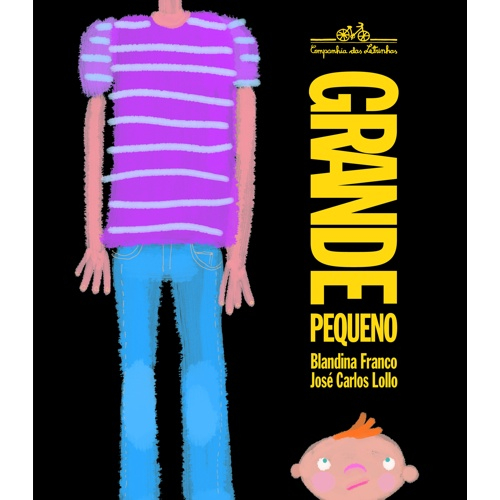 Companhia das Letrinhas
GRANDE
PEQUENO
Blandina Franco
José Carlos Lollo